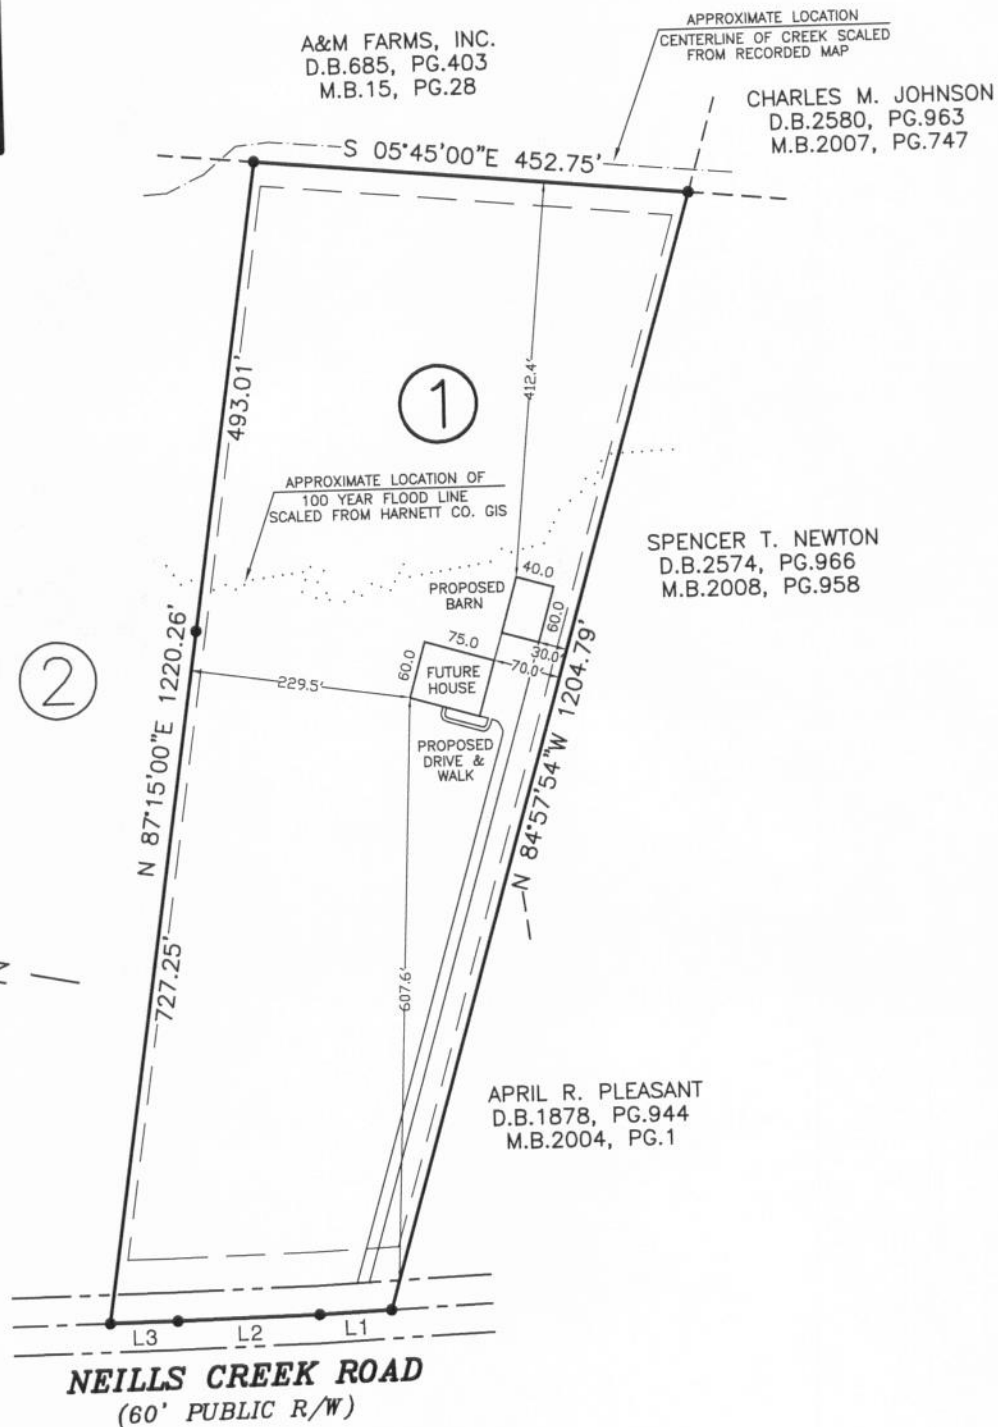 APPROXIMATE LOCATION
CENTERLINE OF CREEK SCALED
FROM RECORDED MAP
A&M FARMS, INC.
D.B.685, PG.403
M.B.15, PG.28
CHARLES M. JOHNSON
D.B.2580, PG.963
M.B.2007, PG.747
S 05°45'00"E 452.75'
493.01'
412.4'
1
APPROXIMATE LOCATION OF
100 YEAR FLOOD LINE
SCALED FROM HARNETT CO. GIS
SPENCER T. NEWTON
D.B.2574, PG.966
M.B.2008, PG.958
40.0
PROPOSED
BARN
60.0
30.0'
75.0
60.0
FUTURE
HOUSE
70.0'
2
229.5'
N 87°15'00"E 1220.26'
N 84°57'54"W 1204.79'
PROPOSED
DRIVE &
WALK
727.25'
607.6'
APRIL R. PLEASANT
D.B.1878, PG.944
M.B.2004, PG.1
L3
L2
L1
NEILLS CREEK ROAD
(60' PUBLIC R/W)